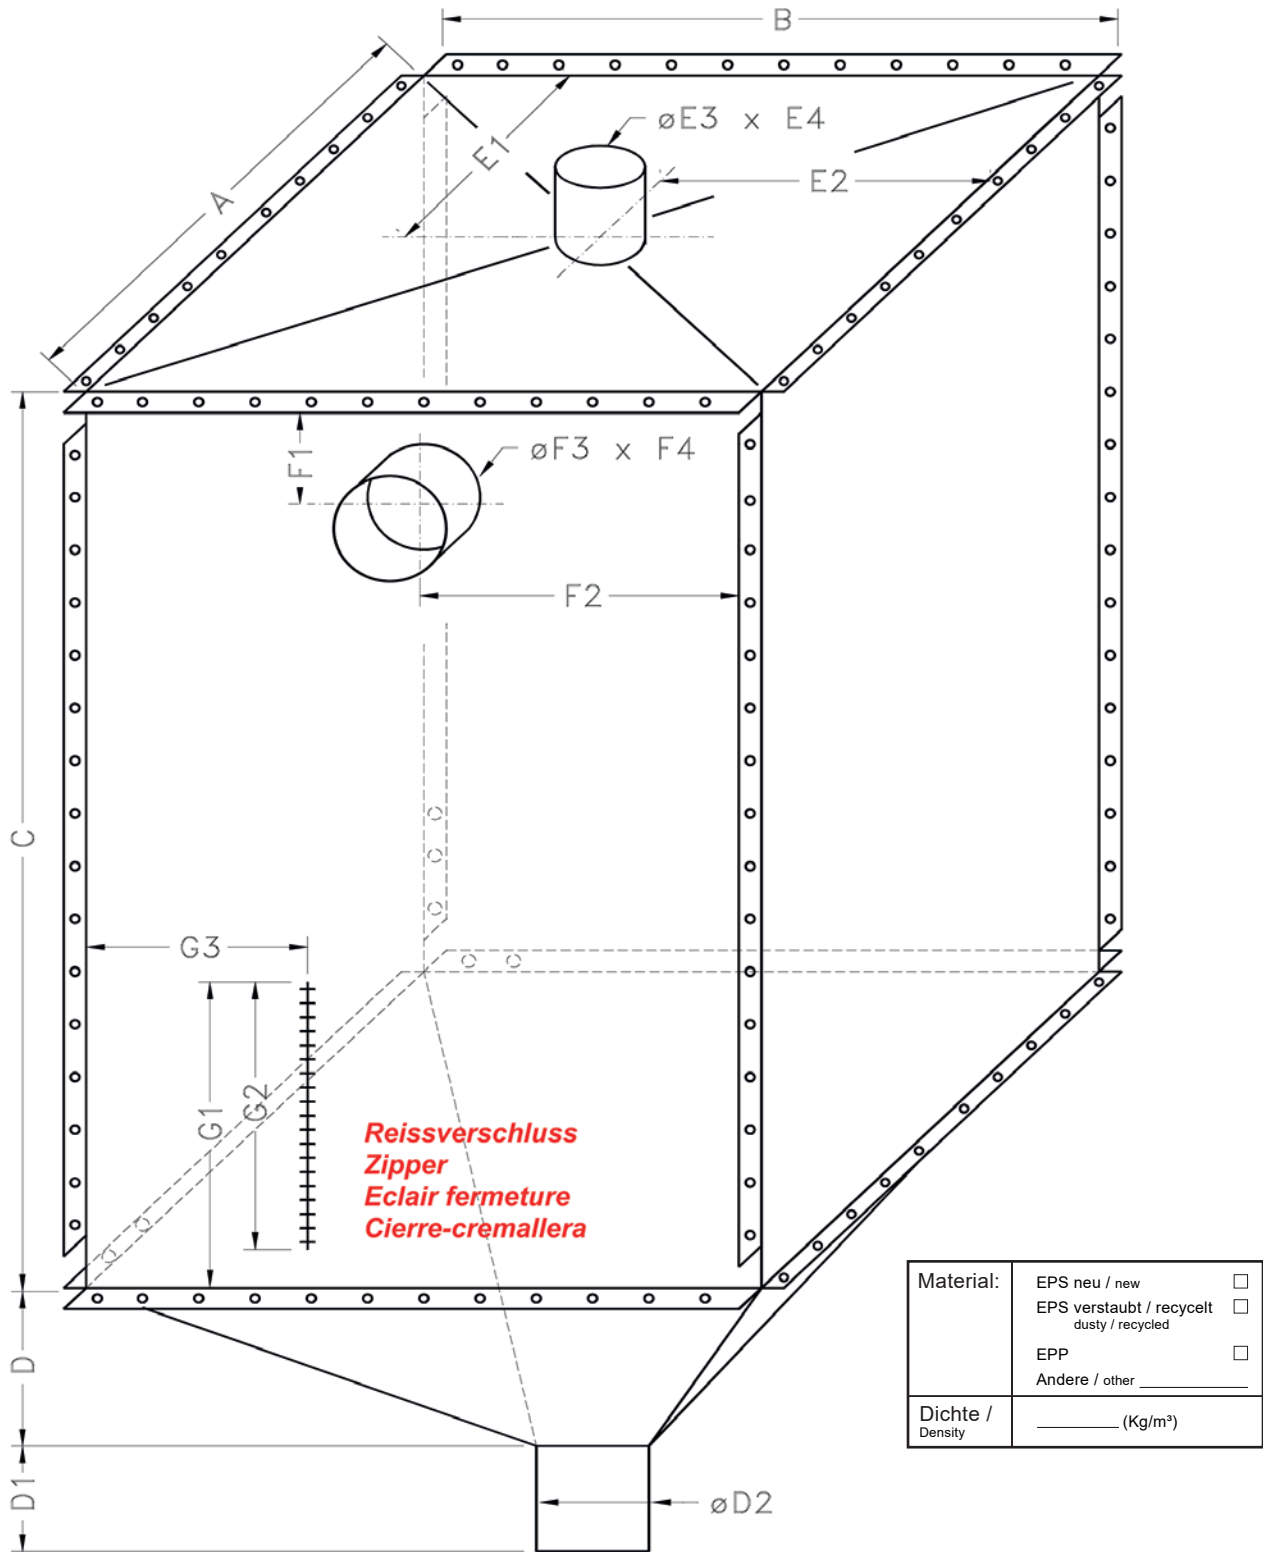 B
øE3 x E4
E1
E2
A
F1
øF3 x F4
F2
C
G3
G1
G2
Reissverschluss
Zipper
Eclair fermeture
Cierre-cremallera
D
D1
øD2
Material:
EPS neu / new
EPS verstaubt / recycelt
dusty / recycled
EPP
Andere / other
Dichte /
Density
(Kg/m³)